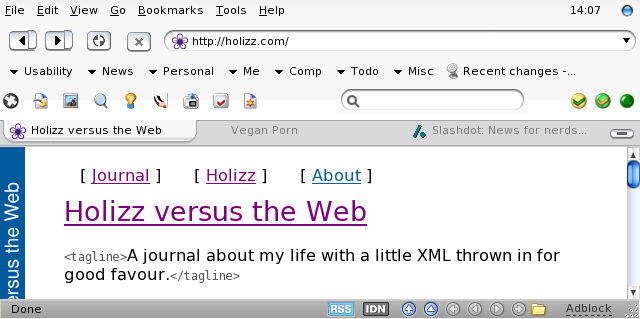 File Edit View Go Bookmarks Tools Help 14:07
http://holizz.com/
Usability News Personal Me Comp Todo Misc Recent changes -...
Holizz versus the Web Vegan Porn Slashdot: News for nerds...
[ Journal ] [ Holizz ] [ About ]
Holizz versus the Web
<tagline>A journal about my life with a little XML thrown in for
good favour.</tagline>
ersus the Web
Done RSS IDN Adblock